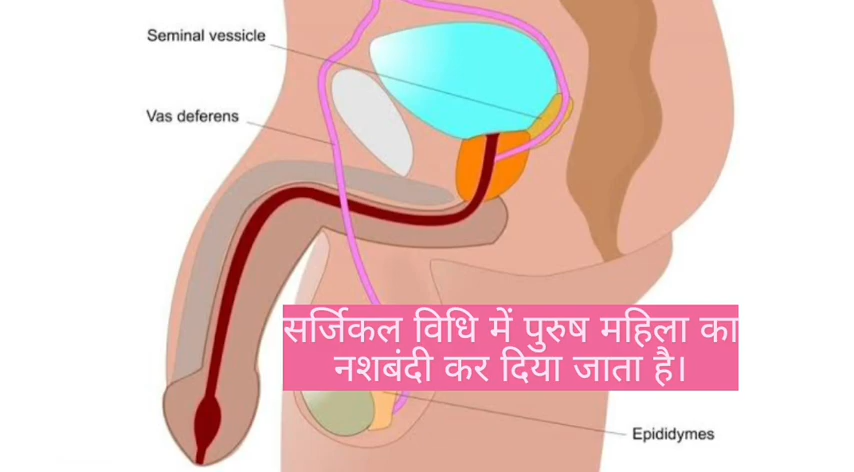 Seminal vessicle
Vas deferens
सर्जिकल विधि में पुरुष महिला का
नशबंदी कर दिया जाता है।
Epididymes